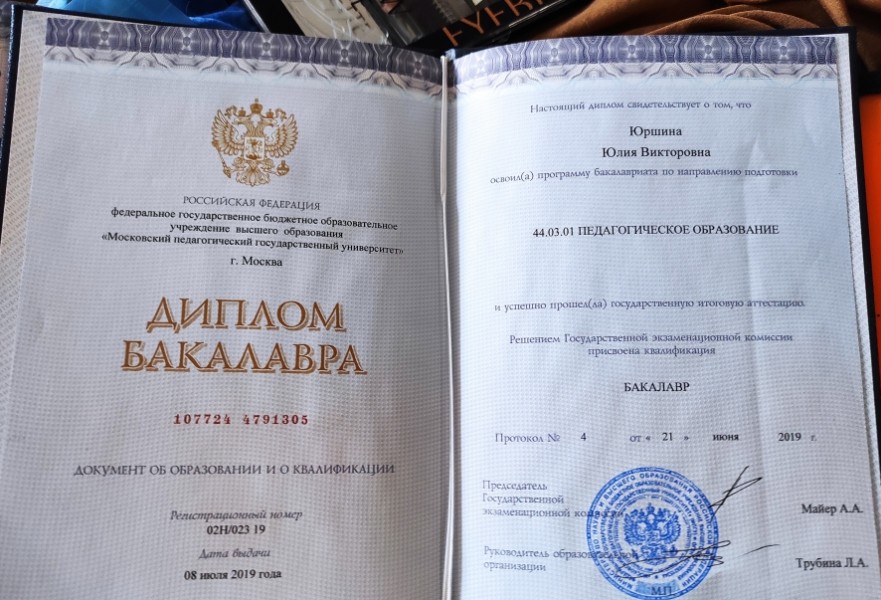 РОССИЙСКАЯ ФЕДЕРАЦИЯ
федеральное государственное бюджетное образовательное
учреждение высшего образования
«Московский педагогический государственный университет»
г. Москва
ДИПЛОМ
БАКАЛАВРА
107724 4791305
ДОКУМЕНТ ОБ ОБРАЗОВАНИИ И О КВАЛИФИКАЦИИ
Регистрационный номер
02Н/023 19
Дата выдачи
08 июля 2019 года
Настоящий диплом свидетельствует о том, что
Юршина
Юлия Викторовна
освоил(а) программу бакалавриата по направлению подготовки
44.03.01 ПЕДАГОГИЧЕСКОЕ ОБРАЗОВАНИЕ
и успешно прошел(ла) государственную итоговую аттестацию
Решением Государственной экзаменационной комиссии
присвоена квалификация
БАКАЛАВР
Протокол № 4 от « 21 » июня 2019 г.
Председатель
Государственной
экзаменационной комиссии
Майер А.А.
Руководитель образовательной
организации
Трубина Л.А.
М.П.